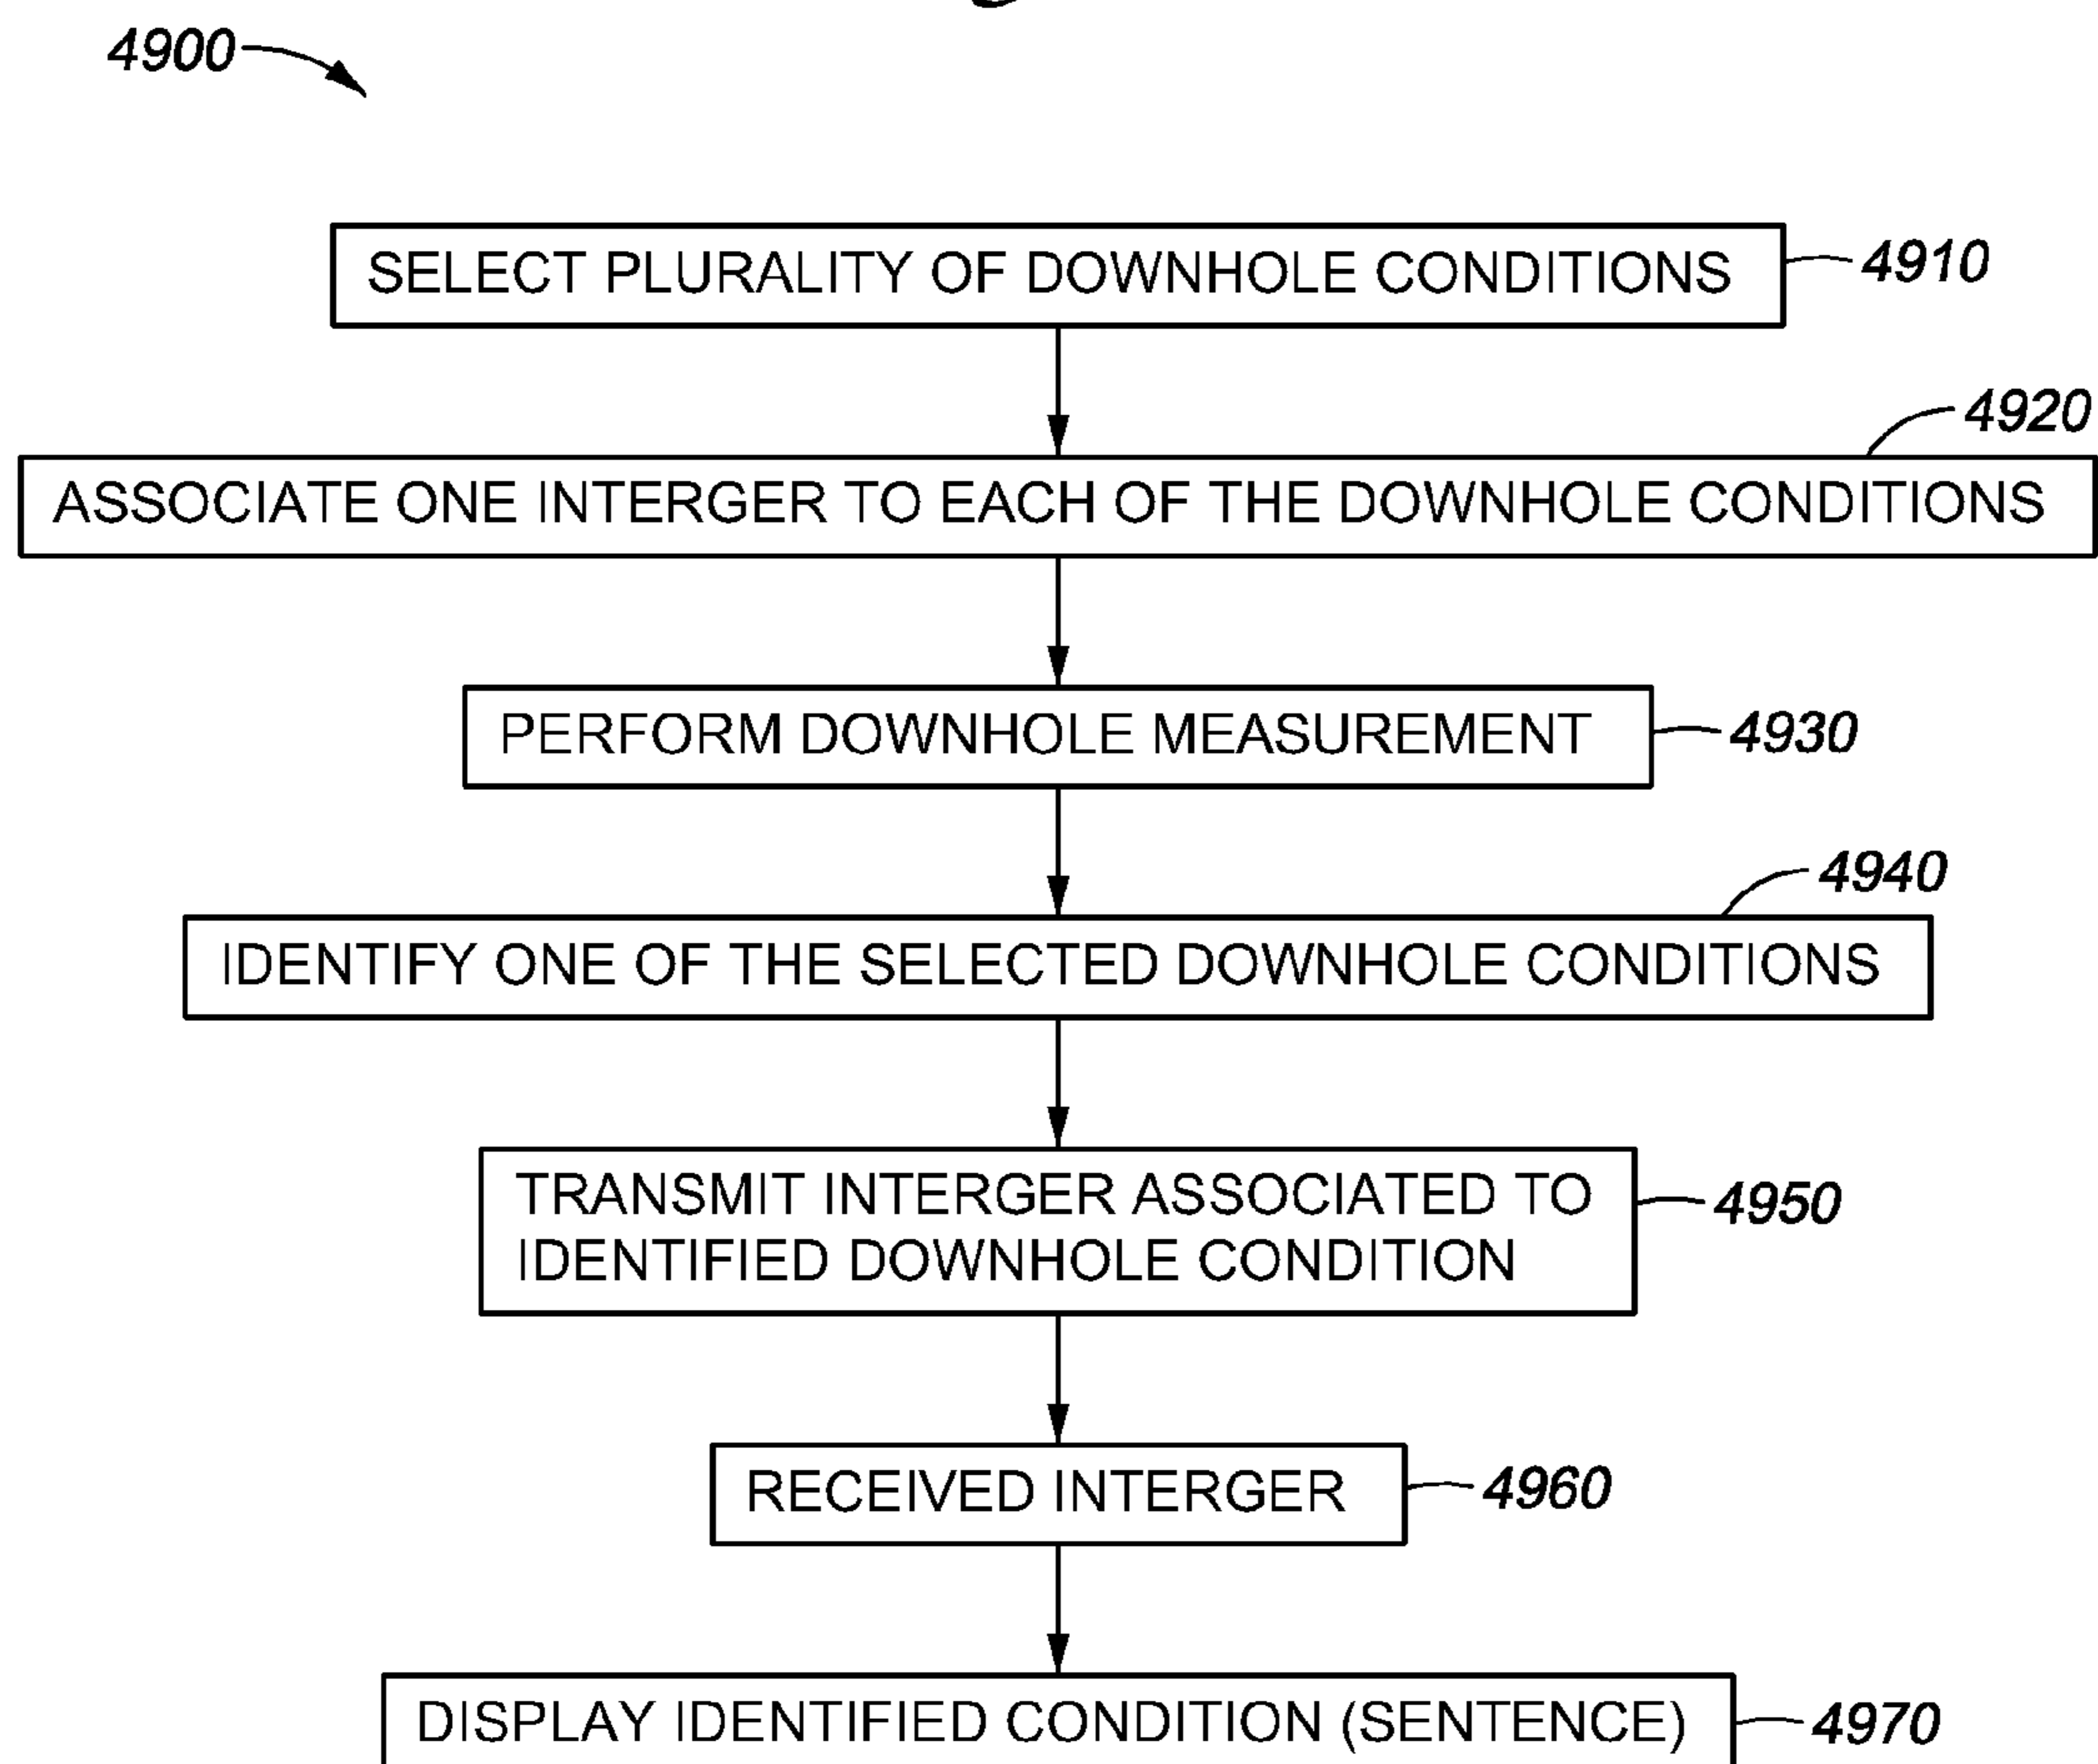 4900
SELECT PLURALITY OF DOWNHOLE CONDITIONS
4910
4920
ASSOCIATE ONE INTERGER TO EACH OF THE DOWNHOLE CONDITIONS
PERFORM DOWNHOLE MEASUREMENT
4930
4940
IDENTIFY ONE OF THE SELECTED DOWNHOLE CONDITIONS
TRANSMIT INTERGER ASSOCIATED TO
IDENTIFIED DOWNHOLE CONDITION
4950
RECEIVED INTERGER
4960
DISPLAY IDENTIFIED CONDITION (SENTENCE)
4970